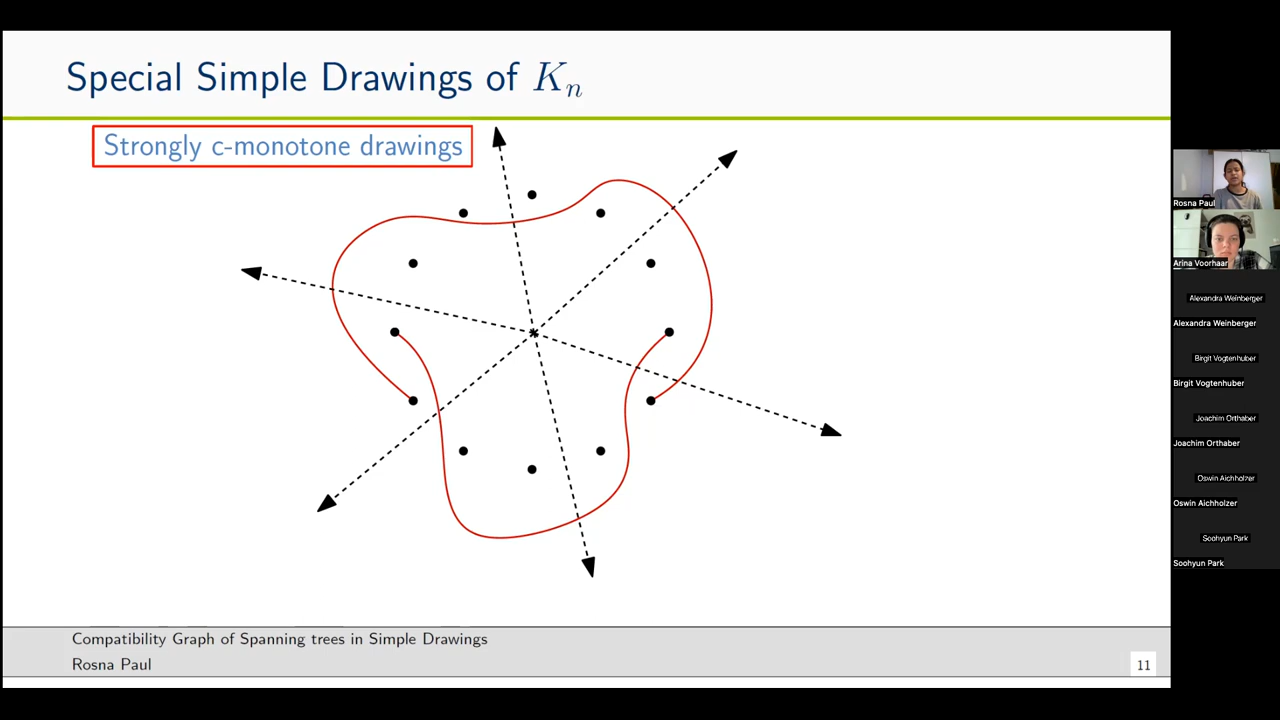 Special Simple Drawings of Kn
Strongly c-monotone drawings
Compatibility Graph of Spanning trees in Simple Drawings
Rosna Paul
11
Rosna Paul
Arina Voorhaar
Alexandra Weinberger
Alexandra Weinberger
Birgit Vogtenhuber
Birgit Vogtenhuber
Joachim Orthaber
Joachim Orthaber
Oswin Aichholzer
Oswin Aichholzer
Soohyun Park
Soohyun Park